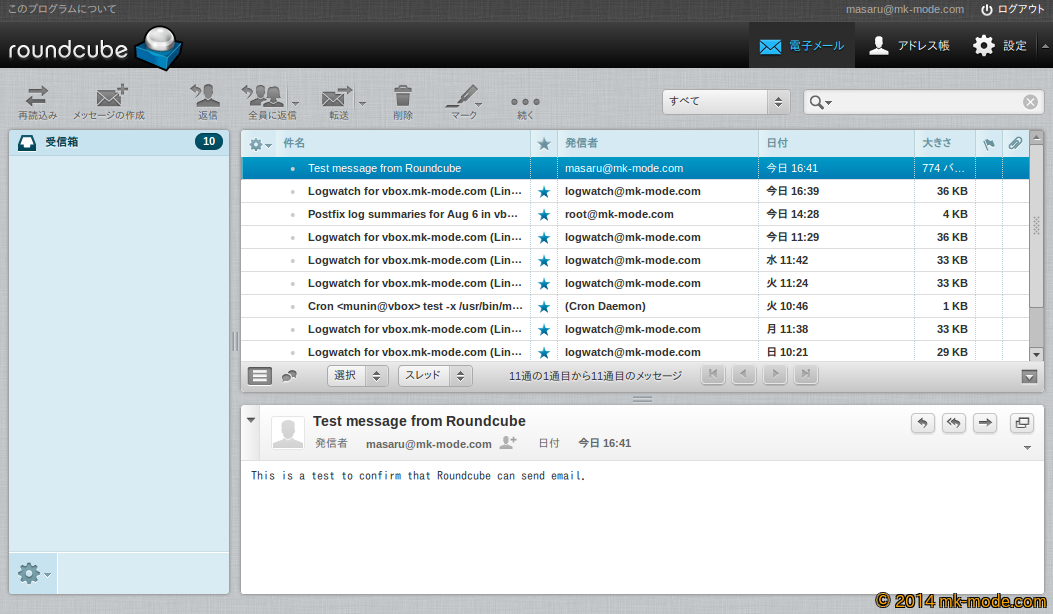 このプログラムについて
masaru@mk-mode.com ログアウト
roundcube
電子メール アドレス帳 設定
再読込み メッセージの作成 返信 全員に返信 転送 削除 マーク 続く
すべて
受信箱 10
件名 発信者 日付 大きさ
Test message from Roundcube masaru@mk-mode.com 今日 16:41 774 バ...
Logwatch for vbox.mk-mode.com (Lin... logwatch@mk-mode.com 今日 16:39 36 KB
Postfix log summaries for Aug 6 in vb... root@mk-mode.com 今日 14:28 4 KB
Logwatch for vbox.mk-mode.com (Lin... logwatch@mk-mode.com 今日 11:29 36 KB
Logwatch for vbox.mk-mode.com (Lin... logwatch@mk-mode.com 水 11:42 33 KB
Logwatch for vbox.mk-mode.com (Lin... logwatch@mk-mode.com 火 11:24 33 KB
Cron <munin@vbox> test -x /usr/bin/m... (Cron Daemon) 火 10:46 1 KB
Logwatch for vbox.mk-mode.com (Lin... logwatch@mk-mode.com 月 11:38 33 KB
Logwatch for vbox.mk-mode.com (Lin... logwatch@mk-mode.com 日 10:21 29 KB
選択 スレッド 11通の1通目から11通目のメッセージ
Test message from Roundcube
発信者 masaru@mk-mode.com 日付 今日 16:41
This is a test to confirm that Roundcube can send email.
© 2014 mk-mode.com